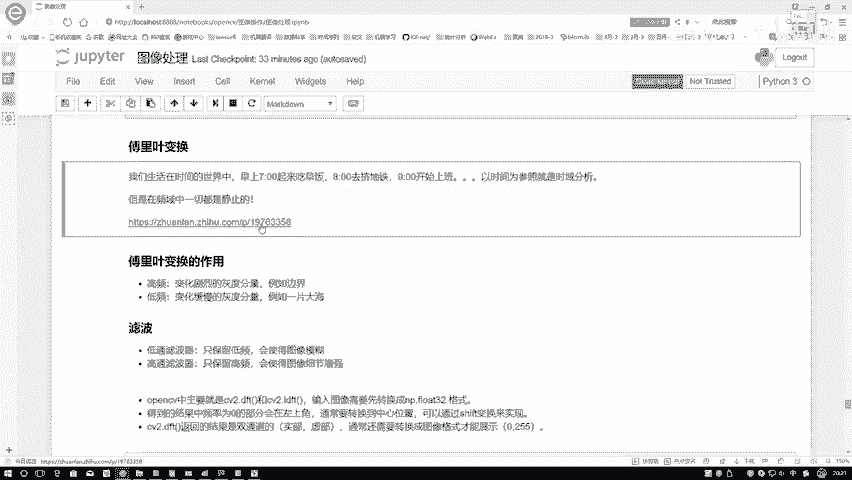 图像处理
http://localhost:8888/notebooks/opencv/图像操作/图像处理.ipynb
jupyter 图像处理 Last Checkpoint: 33 minutes ago (autosaved)
Logout
File Edit View Insert Cell Kernel Widgets Help
Not Trusted
Python 3
Markdown
傅里叶变换
我们生活在时间的世界中，早上7:00起来吃早饭，8:00去挤地铁，9:00开始上班。。。以时间为参照就是时域分析。
但是在频域中一切都是静止的！
https://zhuanlan.zhihu.com/p/19763358
傅里叶变换的作用
高频：变化剧烈的灰度分量，例如边界
低频：变化缓慢的灰度分量，例如一片大海
滤波
低通滤波器：只保留低频，会使得图像模糊
高通滤波器：只保留高频，会使得图像细节增强
opencv中主要就是cv2.dft()和cv2.idft()，输入图像需要先转换成np.float32 格式。
得到的结果中频率为0的部分会在左上角，通常要转换到中心位置，可以通过shift变换来实现。
cv2.dft()返回的结果是双通道的（实部，虚部），通常还需要转换成图像格式才能展示（0,255）。
https://zhuanlan.zhihu.com/p/19763358
150%
20:21